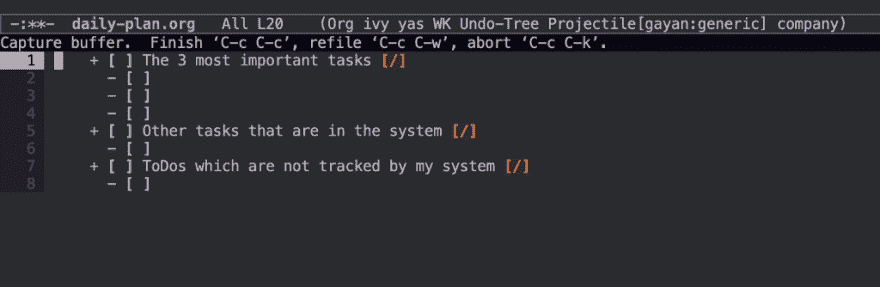 -:**-  daily-plan.org   All L20    (Org ivy yas WK Undo-Tree Projectile[gayan:generic] company)
Capture buffer.  Finish ‘C-c C-c’, refile ‘C-c C-w’, abort ‘C-c C-k’.
1     + [ ] The 3 most important tasks [/]
2       - [ ]
3       - [ ]
4       - [ ]
5     + [ ] Other tasks that are in the system [/]
6       - [ ]
7     + [ ] ToDos which are not tracked by my system [/]
8       - [ ]